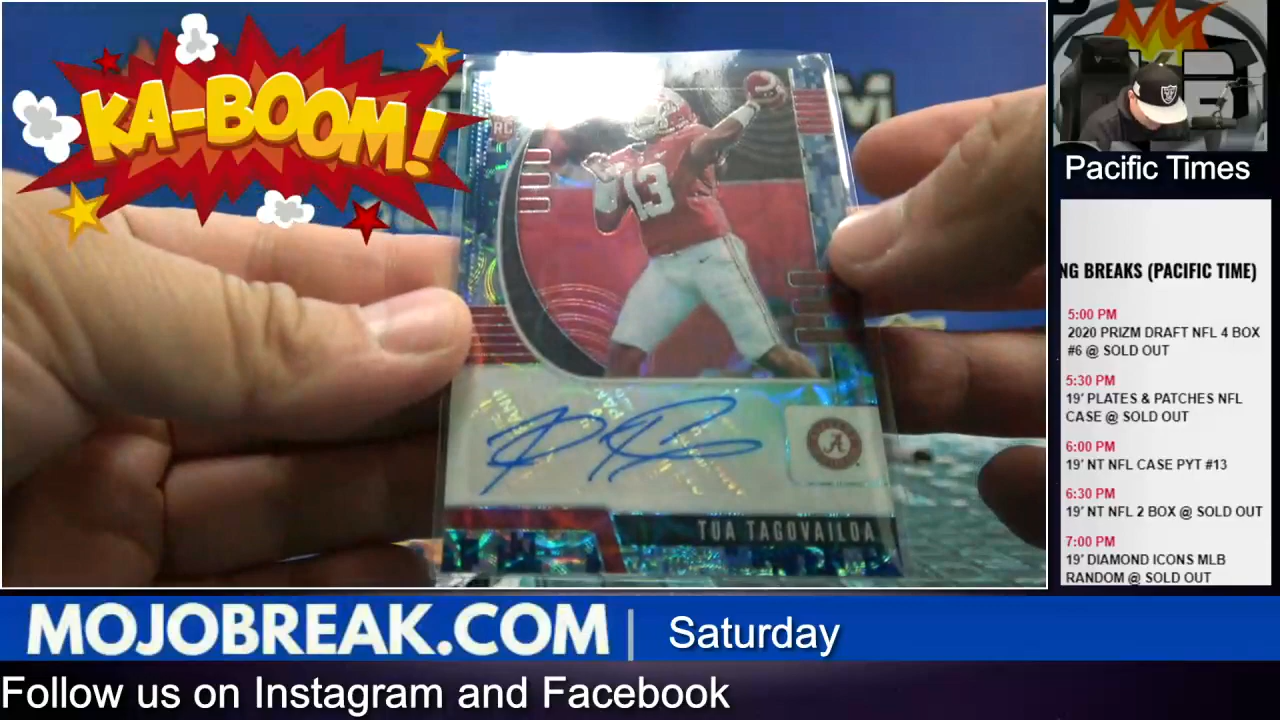 KA-BOOM!
RC
13
A
TUA TAGOVAILOA
Pacific Times
NG BREAKS (PACIFIC TIME)
5:00 PM
2020 PRIZM DRAFT NFL 4 BOX
#6 @ SOLD OUT
5:30 PM
19' PLATES & PATCHES NFL
CASE @ SOLD OUT
6:00 PM
19' NT NFL CASE PYT #13
6:30 PM
19' NT NFL 2 BOX @ SOLD OUT
7:00 PM
19' DIAMOND ICONS MLB
RANDOM @ SOLD OUT
MOJOBREAK.COM | Saturday
Follow us on Instagram and Facebook